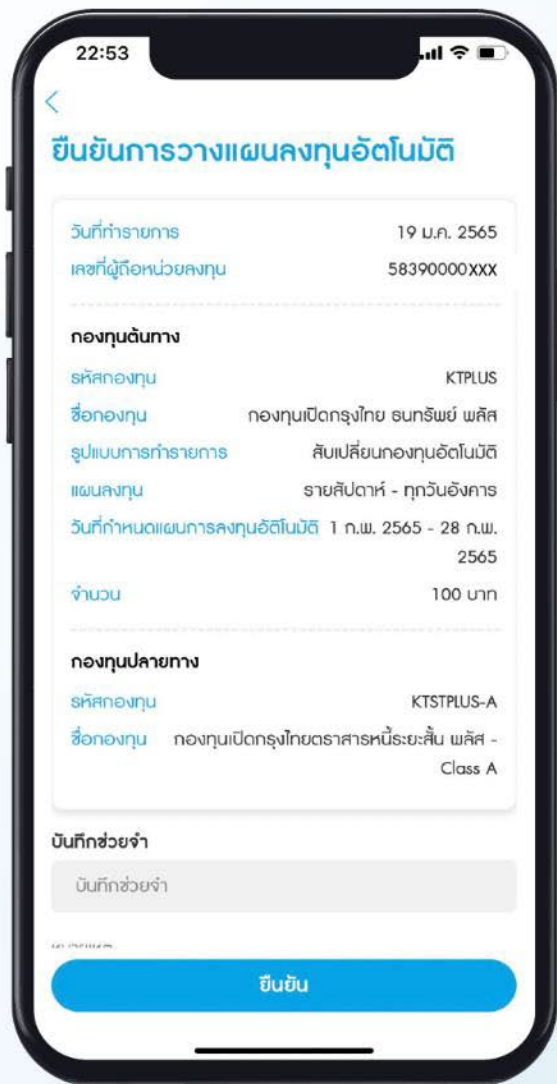 22:53
ยืนยันการวางแผนลงทุนอัตโนมัติ
วันที่ทำรายการ 19 ม.ค. 2565
เลขที่ผู้ถือหน่วยลงทุน 58390000XXX
กองทุนต้นทาง
รหัสกองทุน KTPLUS
ชื่อกองทุน กองทุนเปิดกรุงไทย ธนทรัพย์ พลัส
รูปแบบการทำรายการ สับเปลี่ยนกองทุนอัตโนมัติ
แผนลงทุน รายสัปดาห์ - ทุกวันอังคาร
วันที่กำหนดแผนการลงทุนอัติโนมัติ 1 ก.พ. 2565 - 28 ก.พ.
2565
จำนวน 100 บาท
กองทุนปลายทาง
รหัสกองทุน KTSTPLUS-A
ชื่อกองทุน กองทุนเปิดกรุงไทยตราสารหนี้ระยะสั้น พลัส -
Class A
บันทึกช่วยจำ
บันทึกช่วยจำ
ยืนยัน